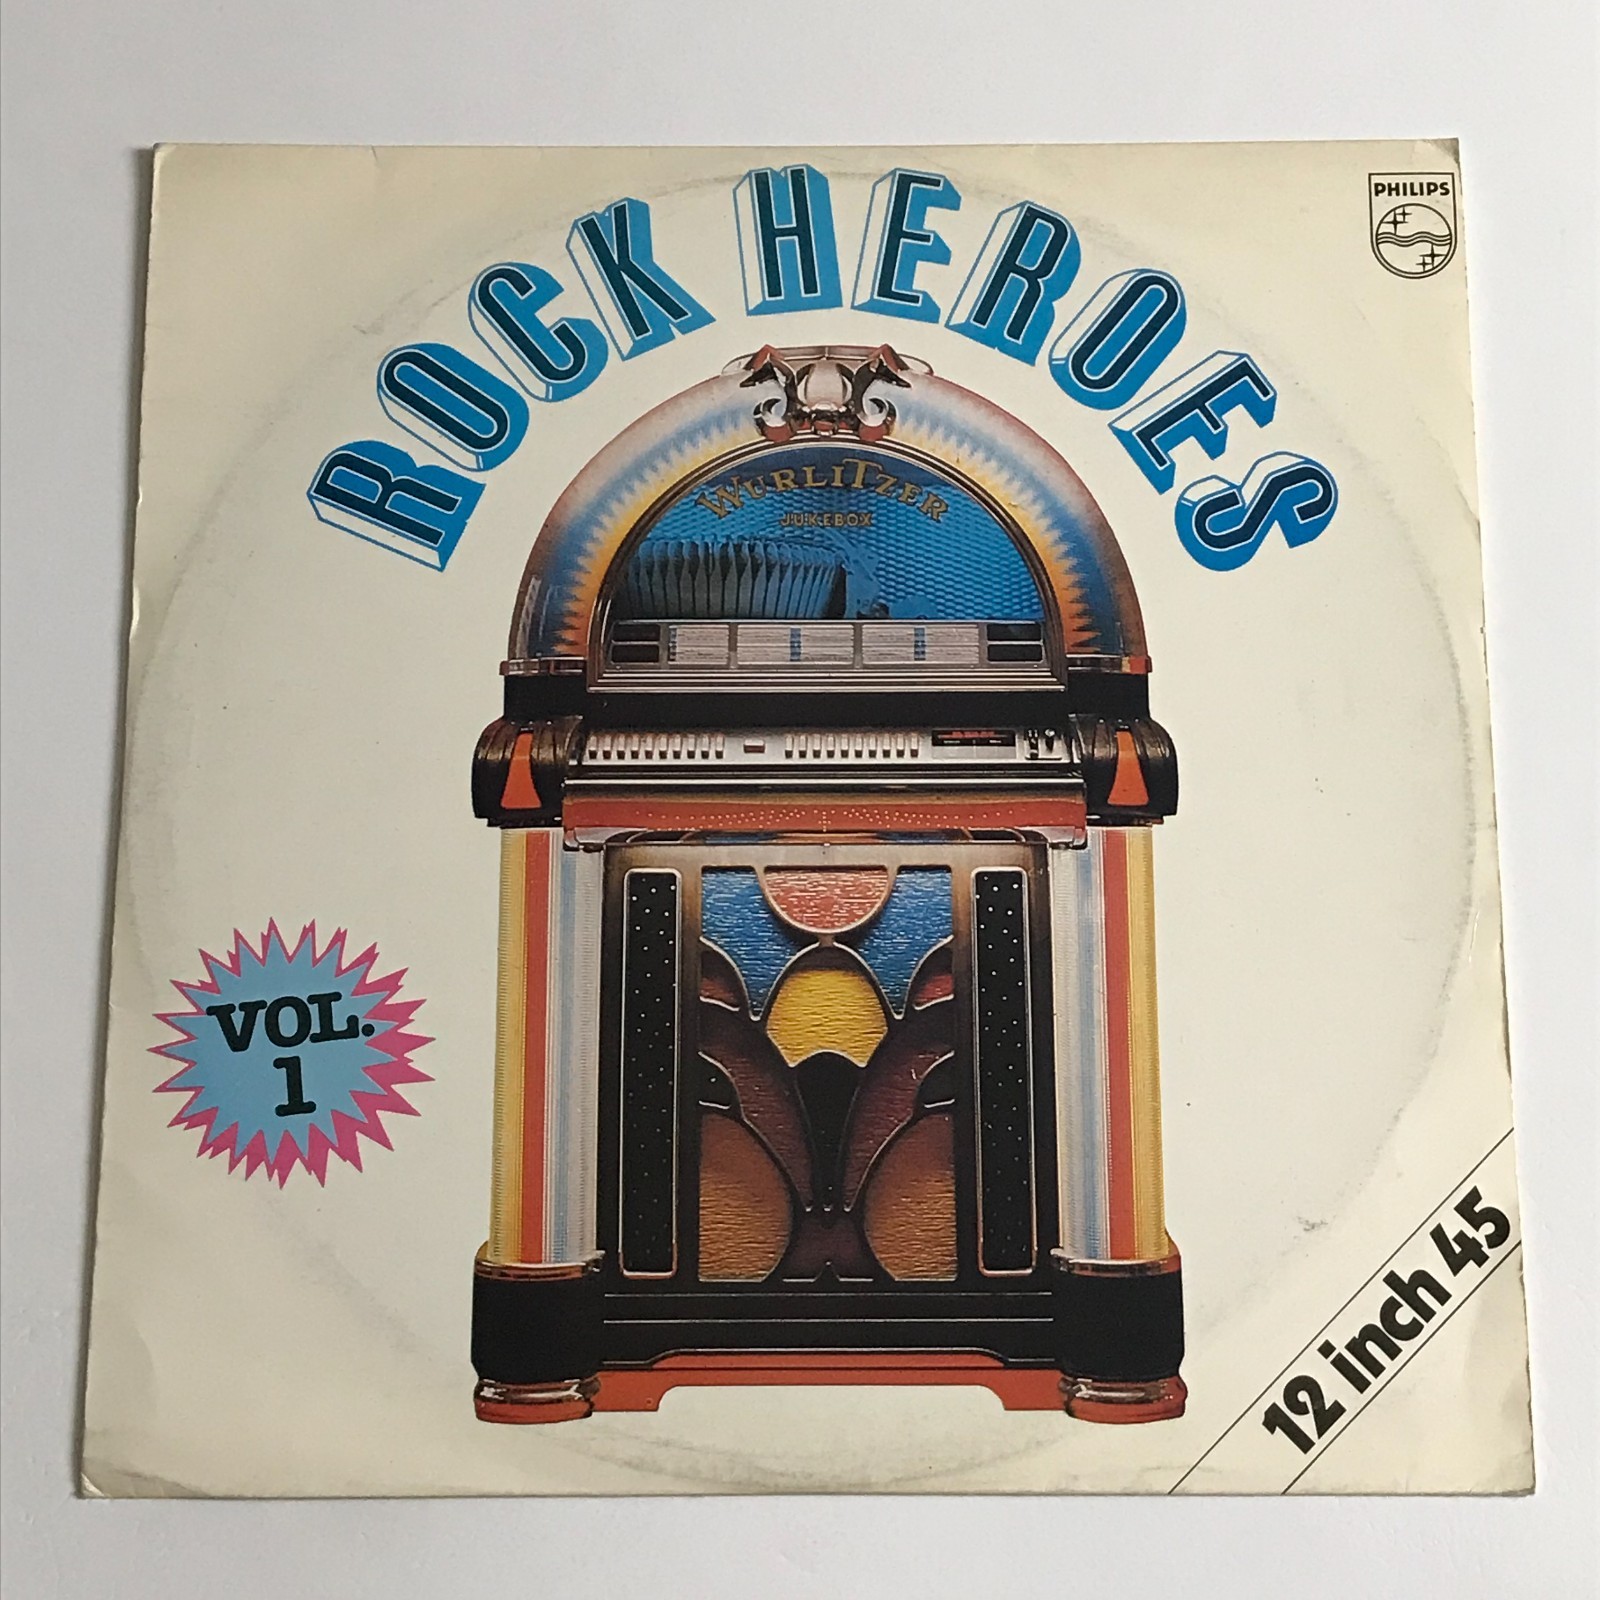 ROCK HEROES
PHILIPS
WURLITZER
JUKEBOX
VOL.
1
12 inch 45